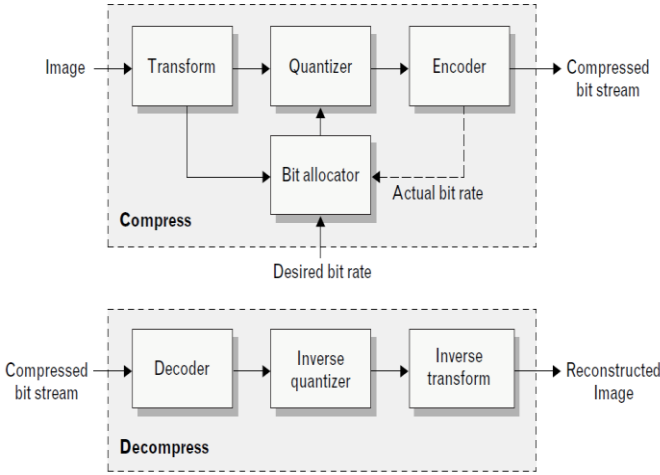 Image
Transform
Quantizer
Encoder
Compressed
bit stream
Bit allocator
Actual bit rate
Compress
Desired bit rate
Compressed
bit stream
Decoder
Inverse
quantizer
Inverse
transform
Reconstructed
Image
Decompress